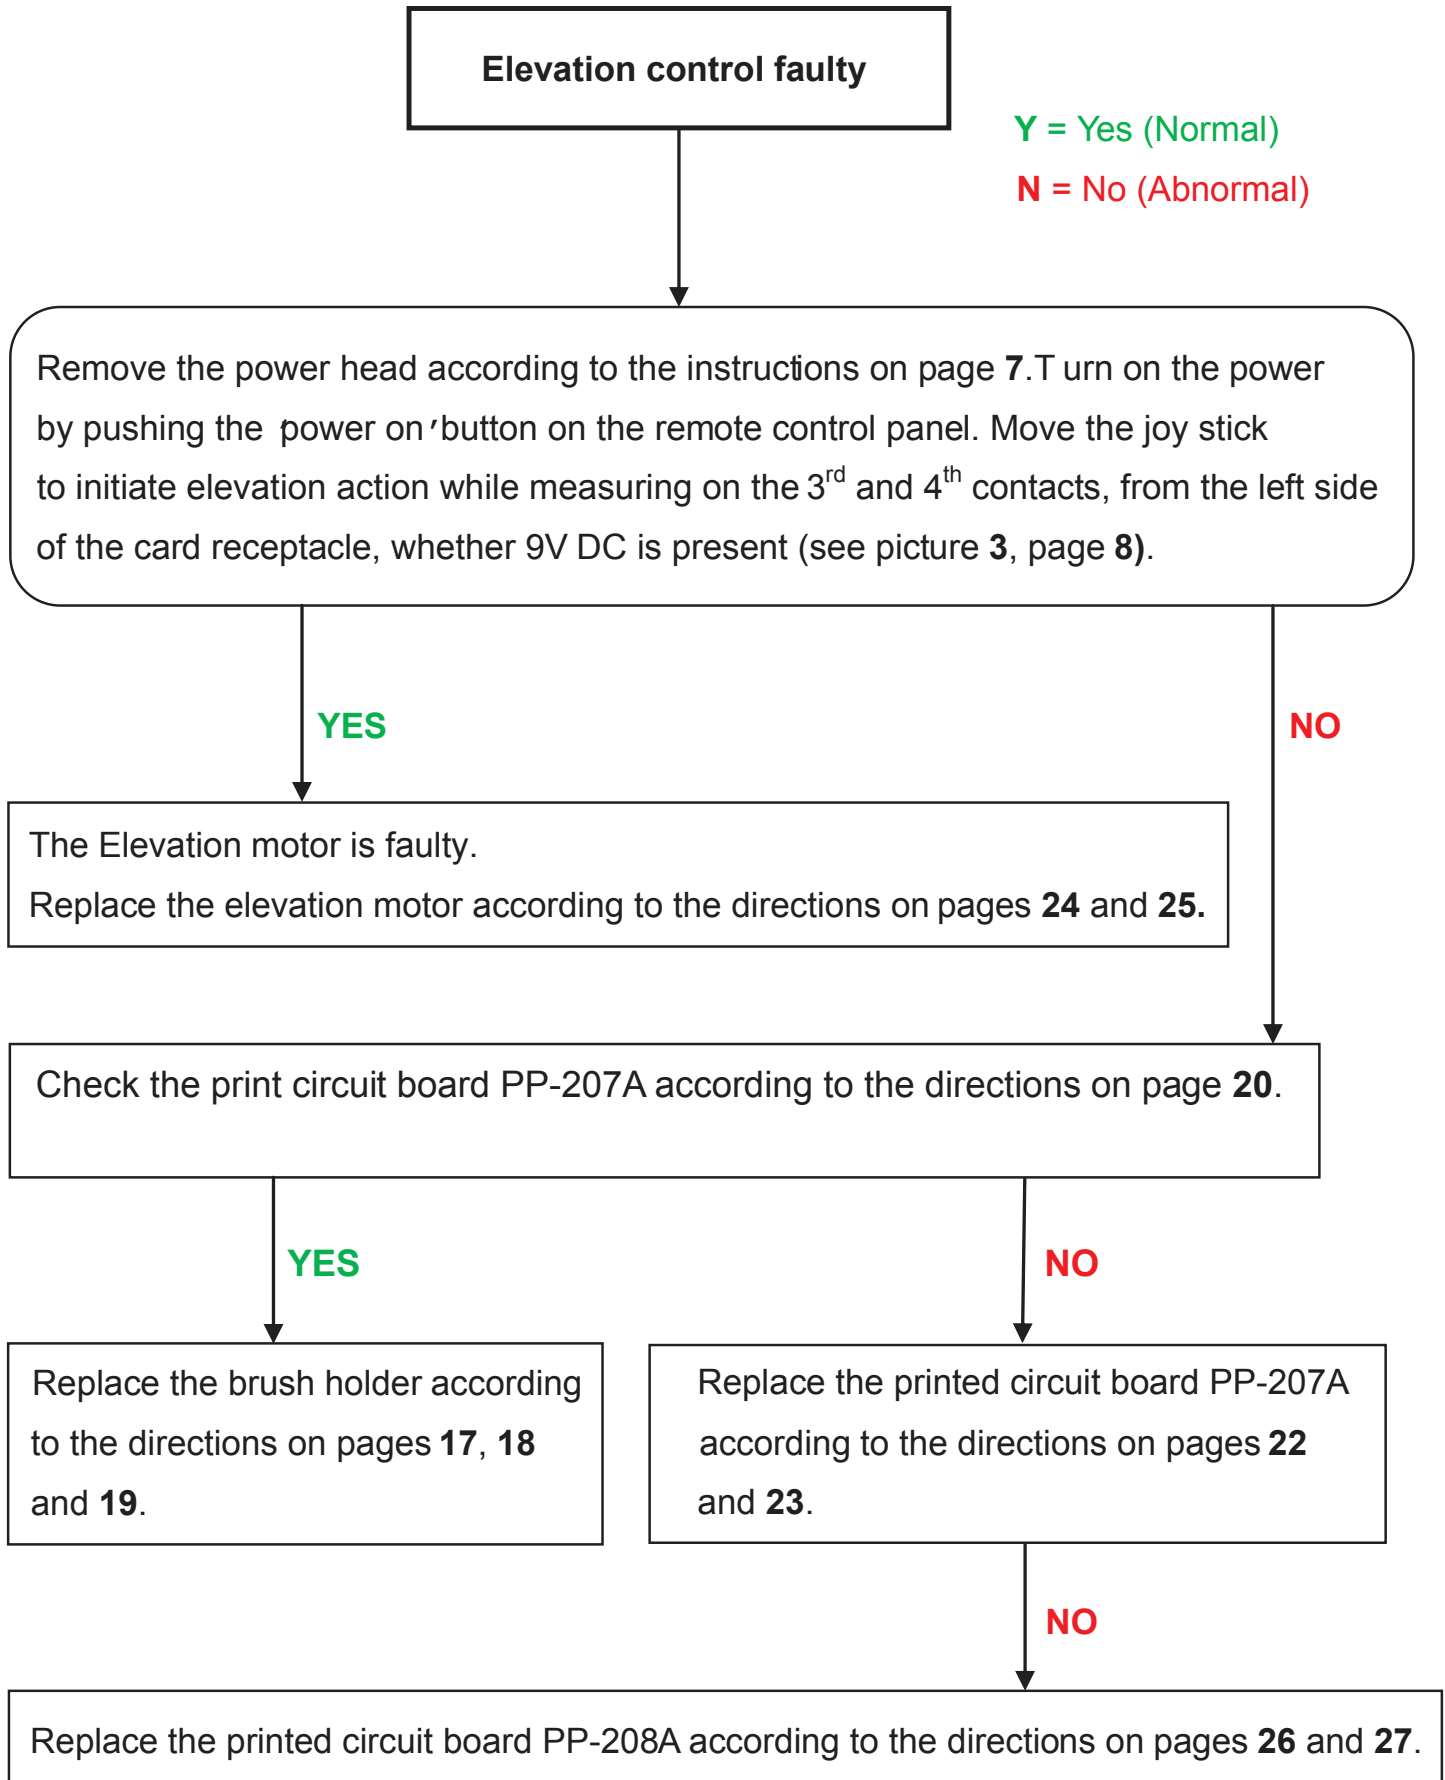 Elevation control faulty
Y = Yes (Normal)
N = No (Abnormal)
Remove the power head according to the instructions on page 7.T urn on the power
by pushing the 'power on' button on the remote control panel. Move the joy stick
to initiate elevation action while measuring on the 3rd and 4th contacts, from the left side
of the card receptacle, whether 9V DC is present (see picture 3, page 8).
YES
NO
The Elevation motor is faulty.
Replace the elevation motor according to the directions on pages 24 and 25.
Check the print circuit board PP-207A according to the directions on page 20.
YES
NO
Replace the brush holder according
to the directions on pages 17, 18
and 19.
Replace the printed circuit board PP-207A
according to the directions on pages 22
and 23.
NO
Replace the printed circuit board PP-208A according to the directions on pages 26 and 27.